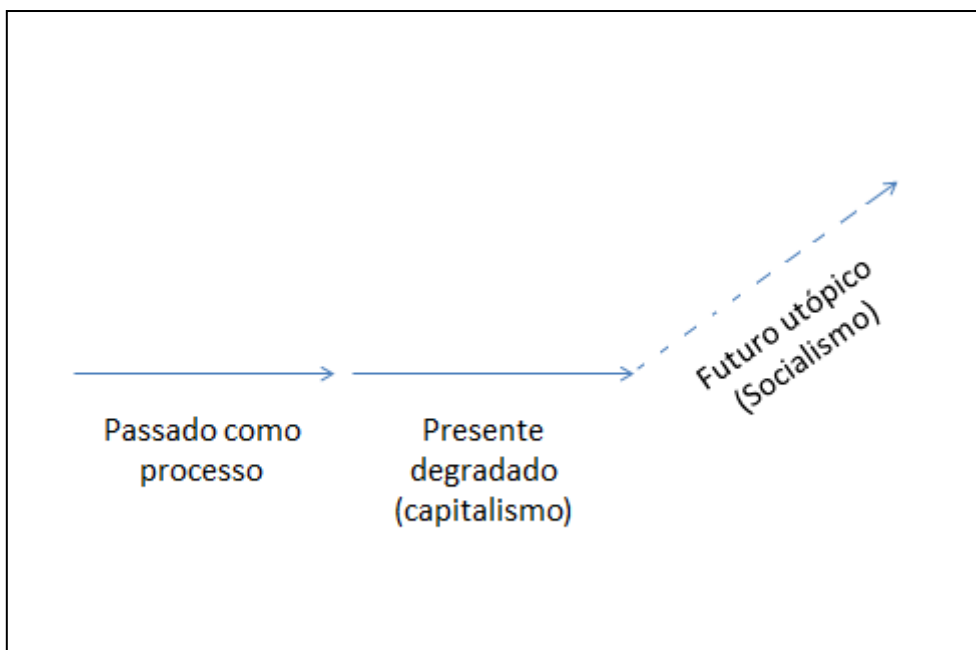 Passado como
processo
Presente
degradado
(capitalismo)
Futuro utópico
(Socialismo)